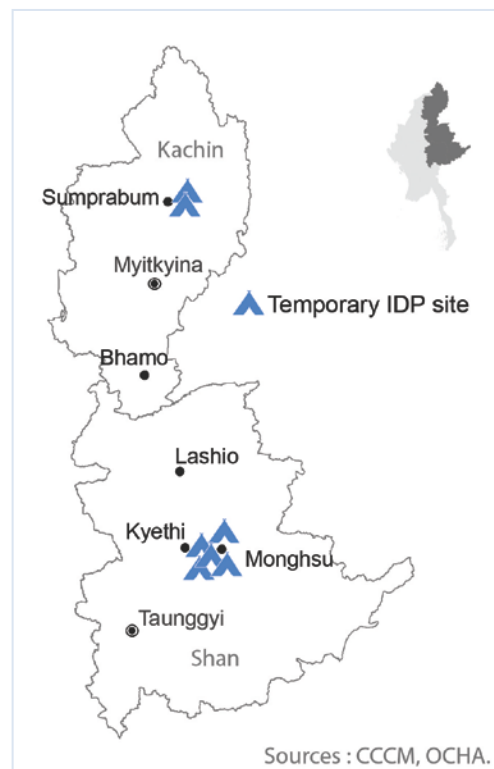 Kachin
Sumprabum
Myitkyina
Temporary IDP site
Bhamo
Lashio
Kyethi
Monghsu
Taunggyi
Shan
Sources : CCCM, OCHA.